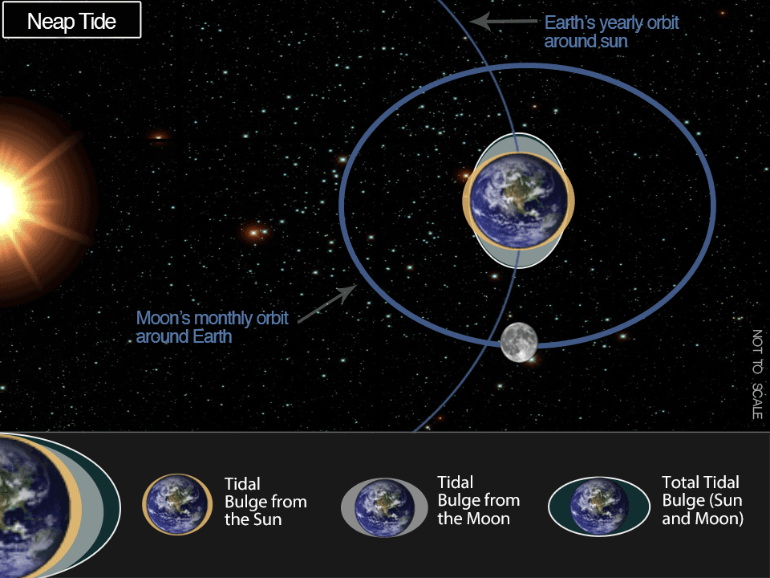 Neap Tide
Earth's yearly orbit
around sun
Moon's monthly orbit
around Earth
NOT TO SCALE
Tidal
Bulge from
the Sun
Tidal
Bulge from
the Moon
Total Tidal
Bulge (Sun
and Moon)